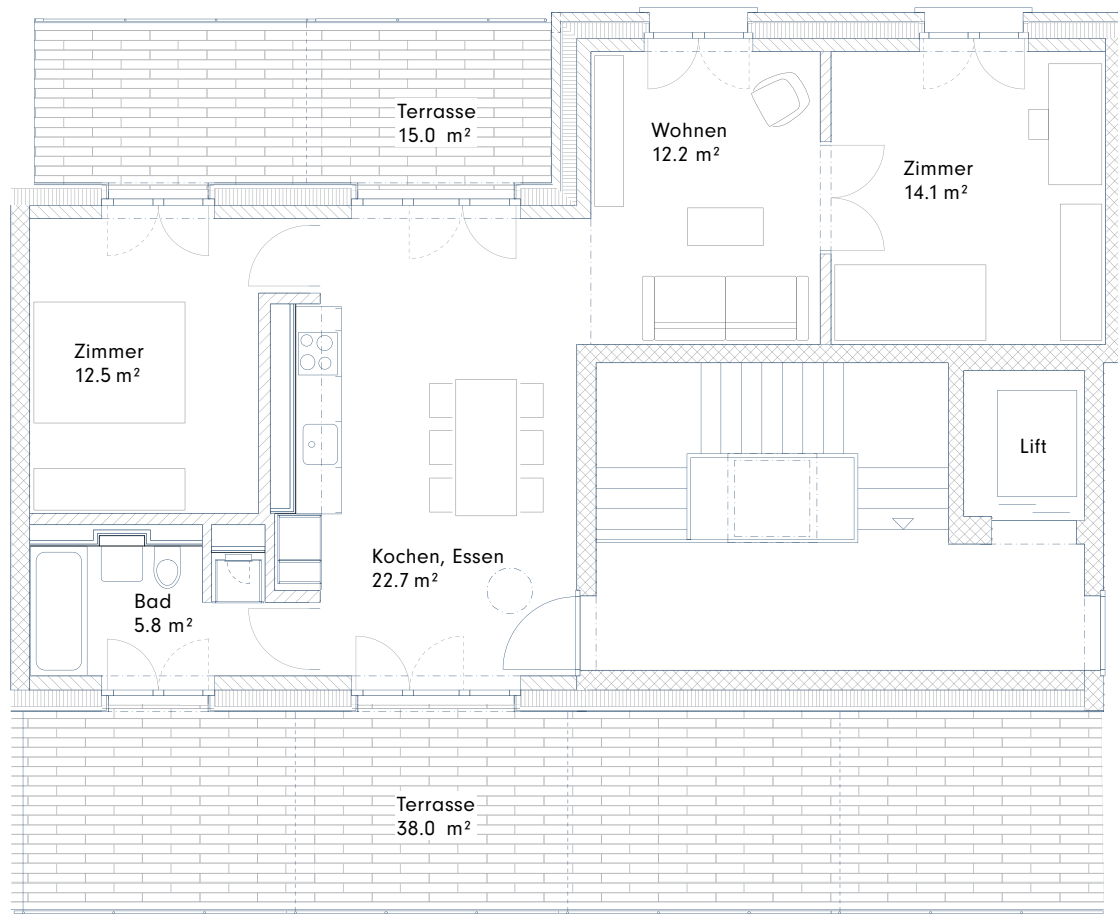 Terrasse
15.0 m²
Wohnen
12.2 m²
Zimmer
14.1 m²
Zimmer
12.5 m²
Lift
Kochen, Essen
22.7 m²
Bad
5.8 m²
Terrasse
38.0 m²